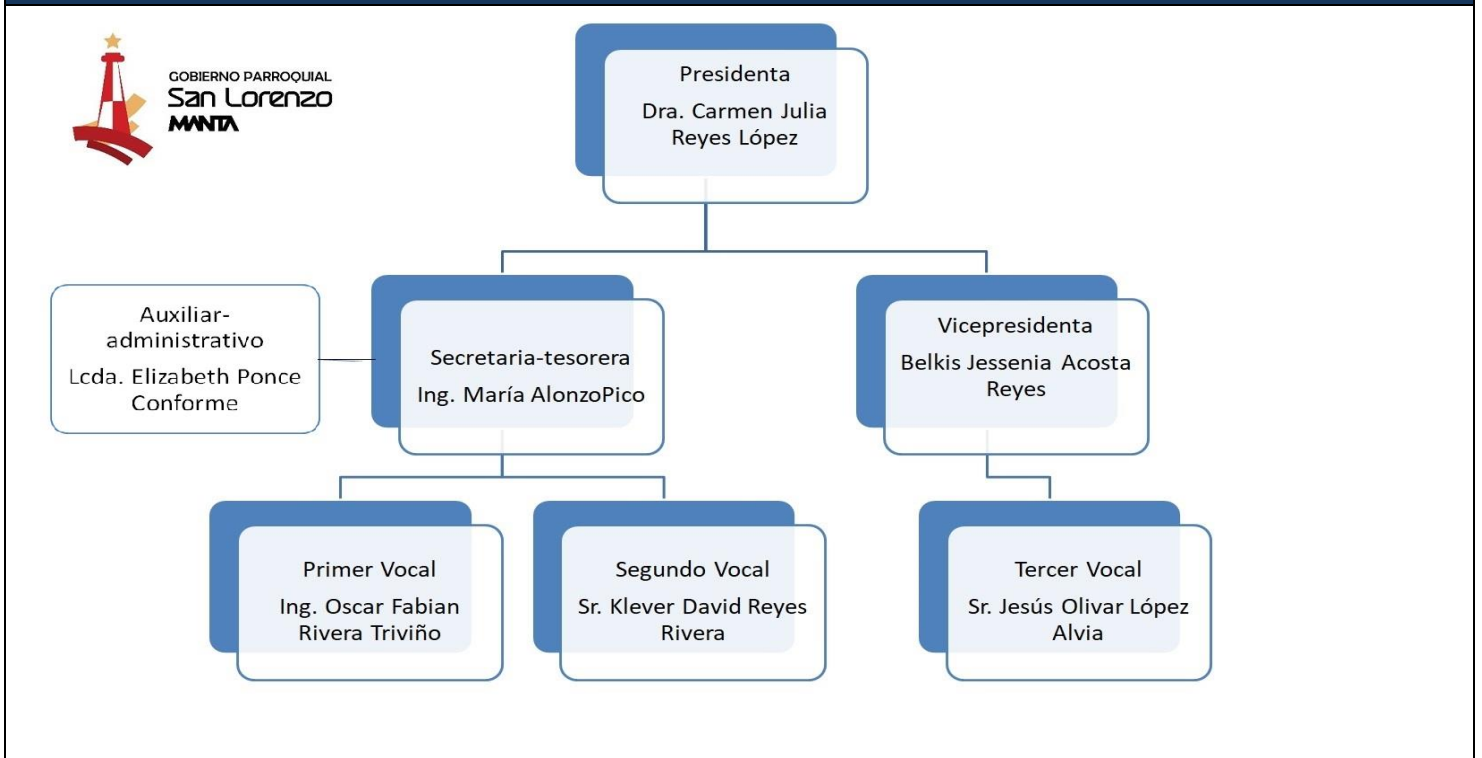 GOBIERNO PARROQUIAL
San Lorenzo
MANTA
Presidenta
Dra. Carmen Julia
Reyes López
Auxiliar-
administrativo
Lcda. Elizabeth Ponce
Conforme
Secretaria-tesorera
Ing. María AlonzoPico
Vicepresidenta
Belkis Jessenia Acosta
Reyes
Primer Vocal
Ing. Oscar Fabian
Rivera Triviño
Segundo Vocal
Sr. Klever David Reyes
Rivera
Tercer Vocal
Sr. Jesús Olivar López
Alvia